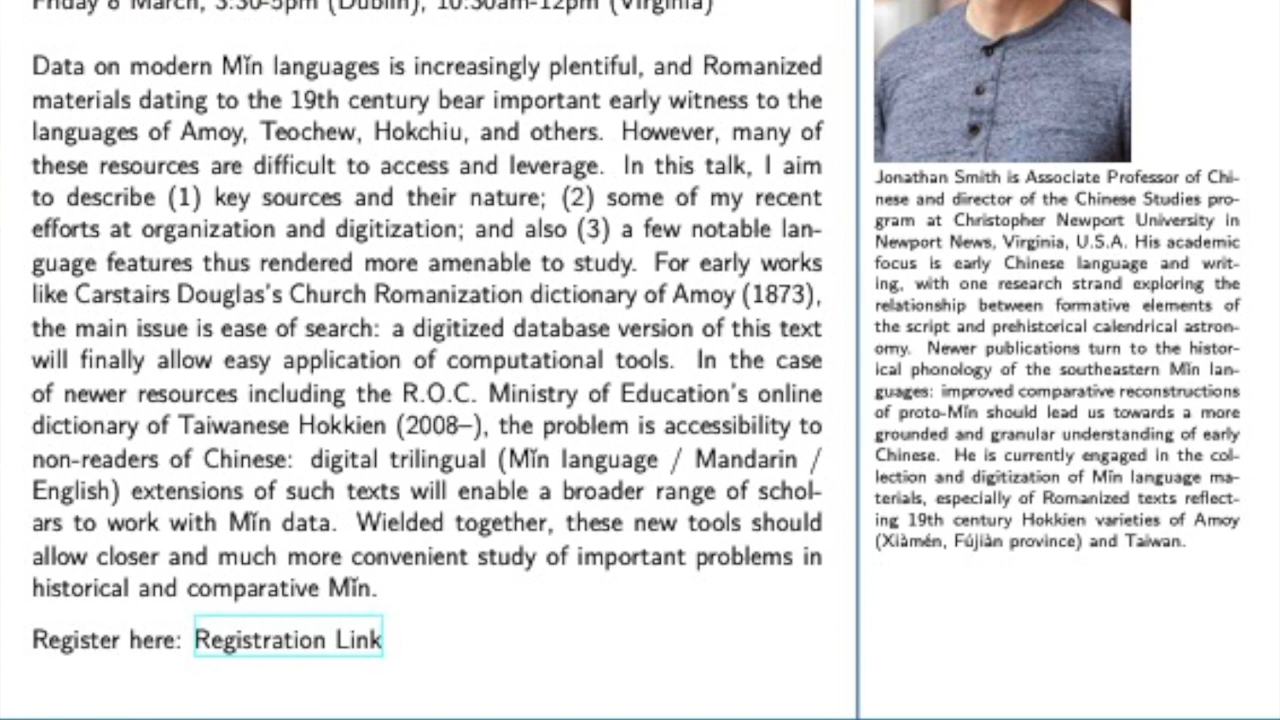 Friday 8 March, 3:30-5pm (Dublin), 10:30am-12pm (Virginia)
Data on modern Mǐn languages is increasingly plentiful, and Romanized
materials dating to the 19th century bear important early witness to the
languages of Amoy, Teochew, Hokchiu, and others. However, many of
these resources are difficult to access and leverage. In this talk, I aim
to describe (1) key sources and their nature; (2) some of my recent
efforts at organization and digitization; and also (3) a few notable lan-
guage features thus rendered more amenable to study. For early works
like Carstairs Douglas's Church Romanization dictionary of Amoy (1873),
the main issue is ease of search: a digitized database version of this text
will finally allow easy application of computational tools. In the case
of newer resources including the R.O.C. Ministry of Education's online
dictionary of Taiwanese Hokkien (2008–), the problem is accessibility to
non-readers of Chinese: digital trilingual (Mǐn language / Mandarin /
English) extensions of such texts will enable a broader range of schol-
ars to work with Mǐn data. Wielded together, these new tools should
allow closer and much more convenient study of important problems in
historical and comparative Mǐn.
Register here: Registration Link
Jonathan Smith is Associate Professor of Chi-
nese and director of the Chinese Studies pro-
gram at Christopher Newport University in
Newport News, Virginia, U.S.A. His academic
focus is early Chinese language and writ-
ing, with one research strand exploring the
relationship between formative elements of
the script and prehistorical calendrical astron-
omy. Newer publications turn to the histor-
ical phonology of the southeastern Mǐn lan-
guages: improved comparative reconstructions
of proto-Mǐn should lead us towards a more
grounded and granular understanding of early
Chinese. He is currently engaged in the col-
lection and digitization of Mǐn language ma-
terials, especially of Romanized texts reflect-
ing 19th century Hokkien varieties of Amoy
(Xiàmén, Fújiàn province) and Taiwan.